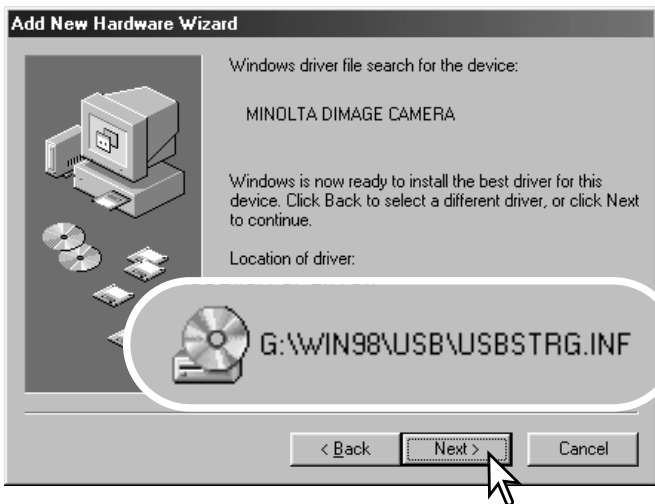 Add New Hardware Wizard
Windows driver file search for the device:
MINOLTA DIMAGE CAMERA
Windows is now ready to install the best driver for this
device. Click Back to select a different driver, or click Next
to continue.
Location of driver:
G:\WIN98\USB\USBSTRG.INF
< Back
Next >
Cancel